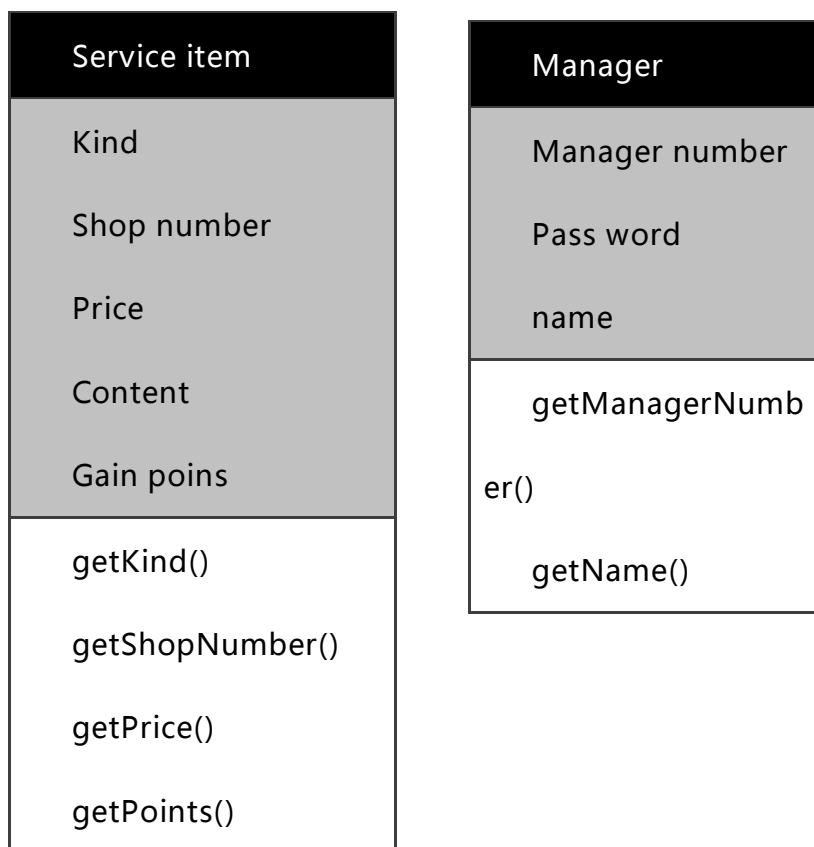 Service item
Kind
Shop number
Price
Content
Gain poins
getKind()
getShopNumber()
getPrice()
getPoints()
Manager
Manager number
Pass word
name
getManagerNumb
er()
getName()